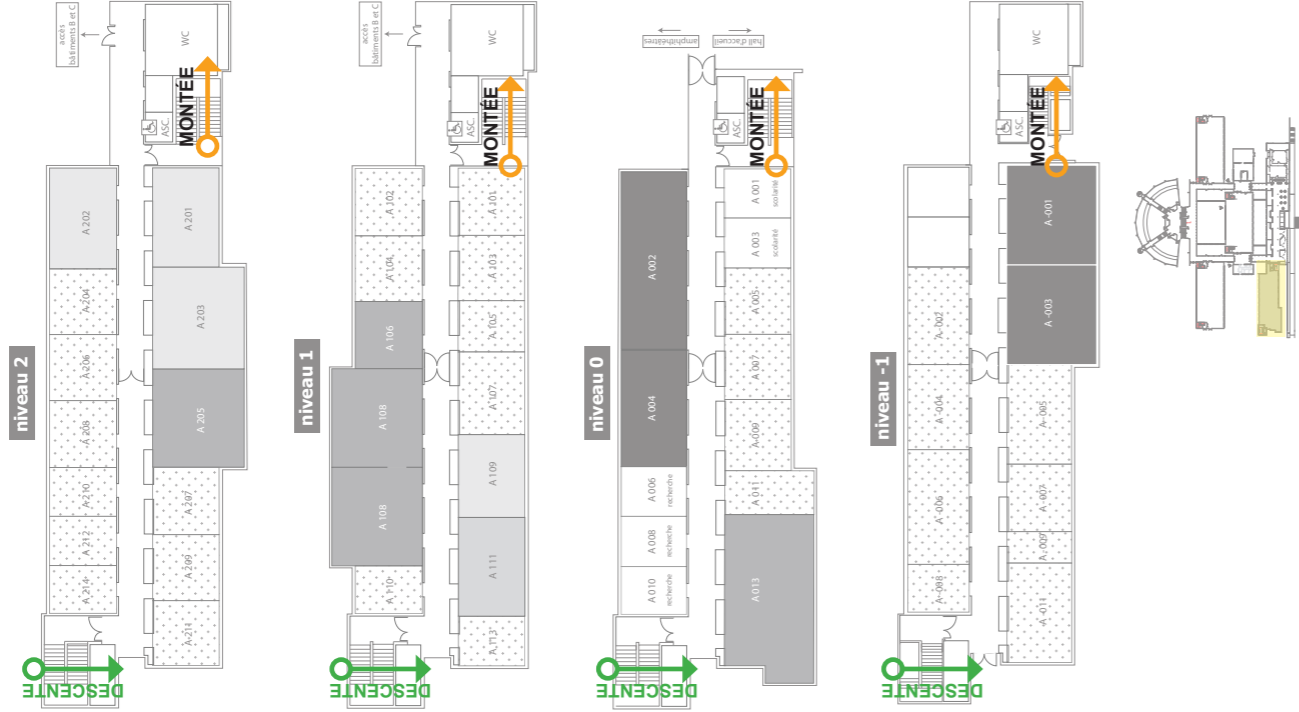 niveau 2
accès
bâtiments B et C
WC
MONTÉE
ASC.
A 202
A 204
A 206
A 208
A 210
A 212
A 214
A 201
A 203
A 205
A 207
A 209
A 211
DESCENTE
niveau 1
accès
bâtiments B et C
WC
MONTÉE
ASC.
A 102
A 104
A 106
A 108
A 108
A 110
A 101
A 103
A 105
A 107
A 109
A 111
A 113
DESCENTE
niveau 0
amphithéâtres
hall d'accueil
MONTÉE
ASC.
A 002
A 004
A 006
recherche
A 008
recherche
A 010
recherche
A 001
scolarité
A 003
scolarité
A 005
A 007
A 009
A 011
A 013
DESCENTE
niveau -1
WC
MONTÉE
ASC.
A -002
A -004
A -006
A -008
A -001
A -003
A -005
A -007
A -009
A -011
DESCENTE